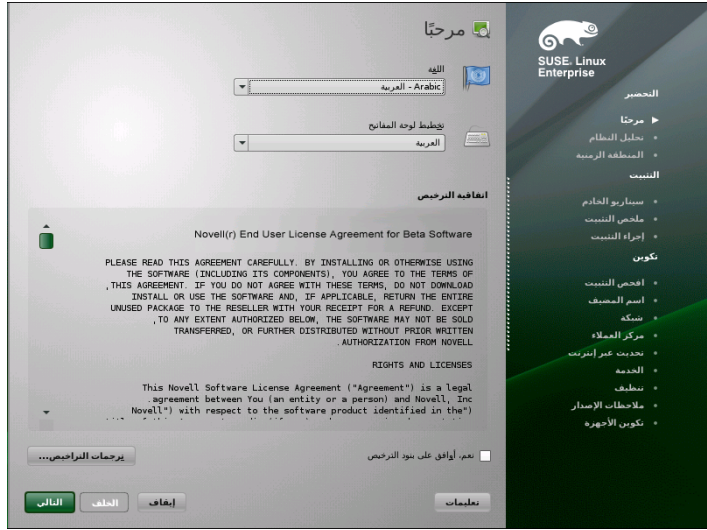 مرحبًا
اللغة
Arabic - العربية
تخطيط لوحة المفاتيح
العربية
اتفاقية الترخيص
Novell(r) End User License Agreement for Beta Software
PLEASE READ THIS AGREEMENT CAREFULLY. BY INSTALLING OR OTHERWISE USING
THE SOFTWARE (INCLUDING ITS COMPONENTS), YOU AGREE TO THE TERMS OF
,THIS AGREEMENT. IF YOU DO NOT AGREE WITH THESE TERMS, DO NOT DOWNLOAD
INSTALL OR USE THE SOFTWARE AND, IF APPLICABLE, RETURN THE ENTIRE
UNUSED PACKAGE TO THE RESELLER WITH YOUR RECEIPT FOR A REFUND. EXCEPT
,TO ANY EXTENT AUTHORIZED BELOW, THE SOFTWARE MAY NOT BE SOLD
TRANSFERRED, OR FURTHER DISTRIBUTED WITHOUT PRIOR WRITTEN
.AUTHORIZATION FROM NOVELL
RIGHTS AND LICENSES
This Novell Software License Agreement ("Agreement") is a legal
.agreement between You (an entity or a person) and Novell, Inc
Novell") with respect to the software product identified in the")
نعم، أوافق على بنود الترخيص
ترجمات التراخيص...
تعليمات
إيقاف
الخلف
التالي
SUSE Linux
Enterprise
التحضير
مرحبًا
تحليل النظام
المنطقة الزمنية
التثبيت
سيناريو الخادم
ملخص التثبيت
إجراء التثبيت
تكوين
افحص التثبيت
اسم المضيف
شبكة
مركز العملاء
تحديث عبر إنترنت
الخدمة
تنظيف
ملاحظات الإصدار
تكوين الأجهزة